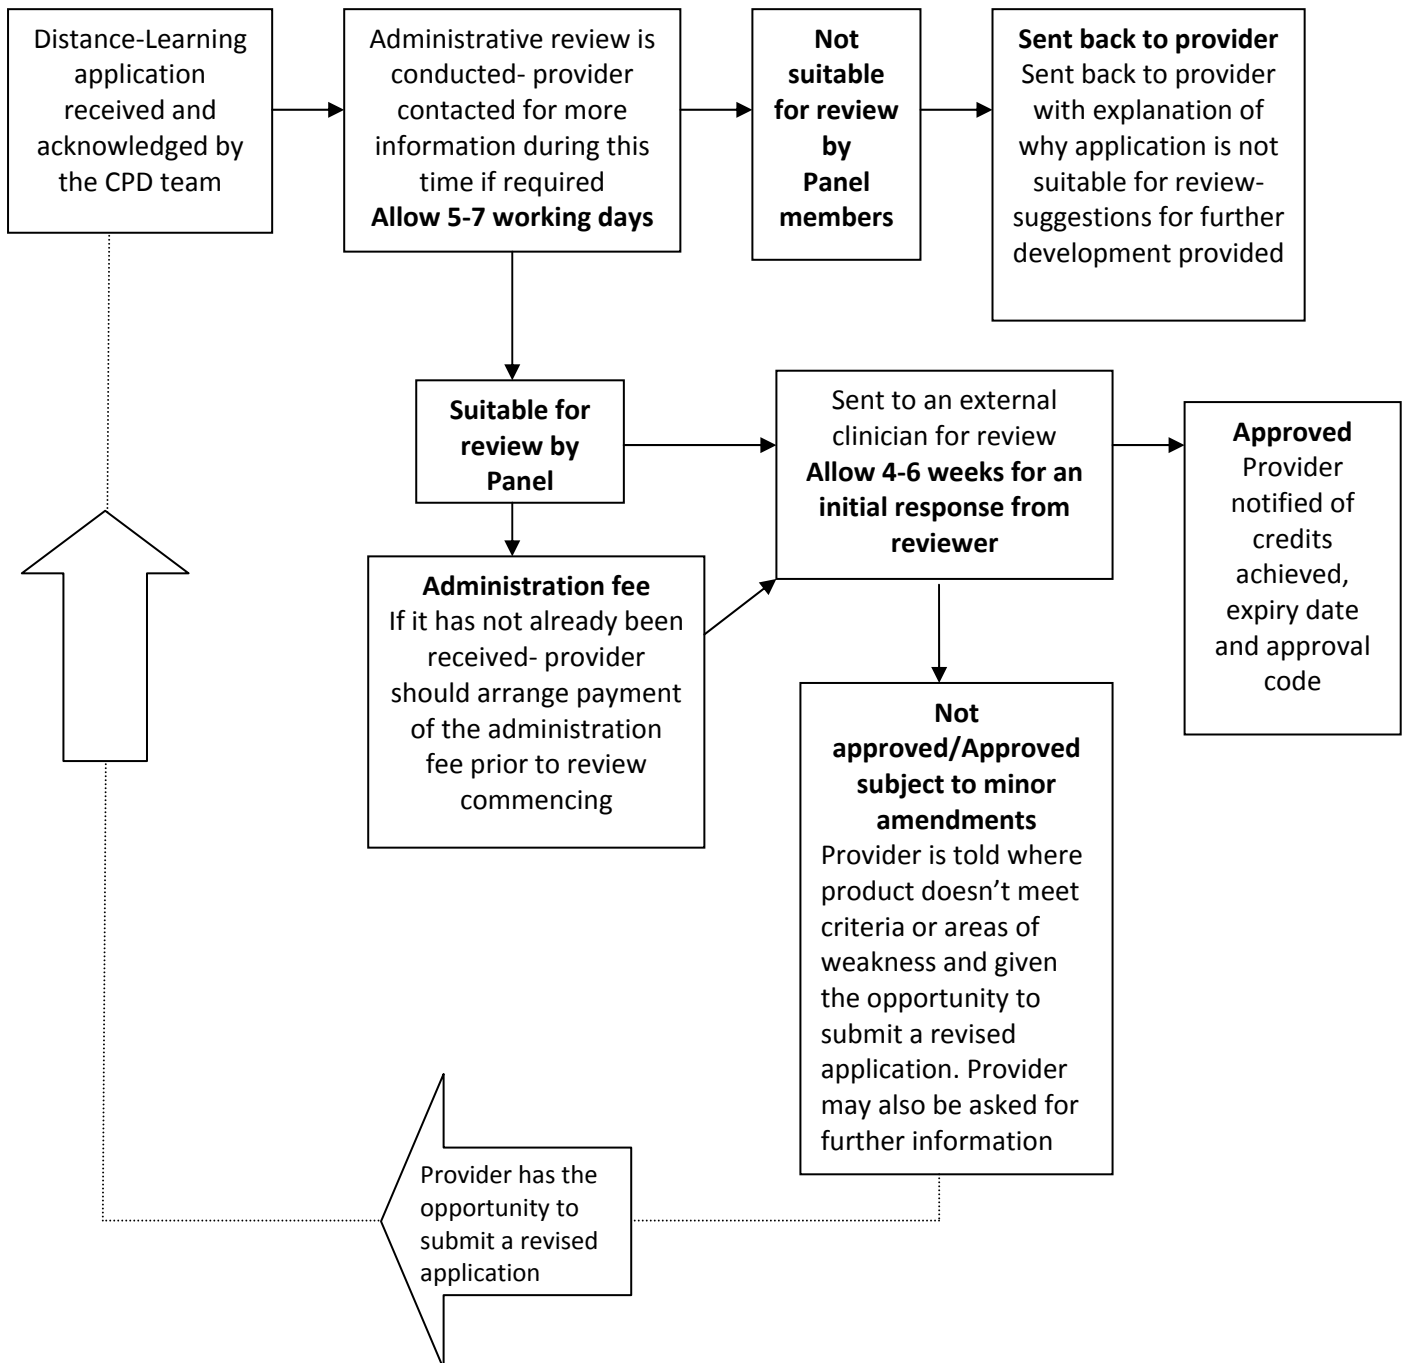 Distance-Learning
application
received and
acknowledged by
the CPD team
Administrative review is
conducted- provider
contacted for more
information during this
time if required
Allow 5-7 working days
Not
suitable
for review
by
Panel
members
Sent back to provider
Sent back to provider
with explanation of
why application is not
suitable for review-
suggestions for further
development provided
Suitable for
review by
Panel
Sent to an external
clinician for review
Allow 4-6 weeks for an
initial response from
reviewer
Approved
Provider
notified of
credits
achieved,
expiry date
and approval
code
Administration fee
If it has not already been
received- provider
should arrange payment
of the administration
fee prior to review
commencing
Not
approved/Approved
subject to minor
amendments
Provider is told where
product doesn’t meet
criteria or areas of
weakness and given
the opportunity to
submit a revised
application. Provider
may also be asked for
further information
Provider has the
opportunity to
submit a revised
application